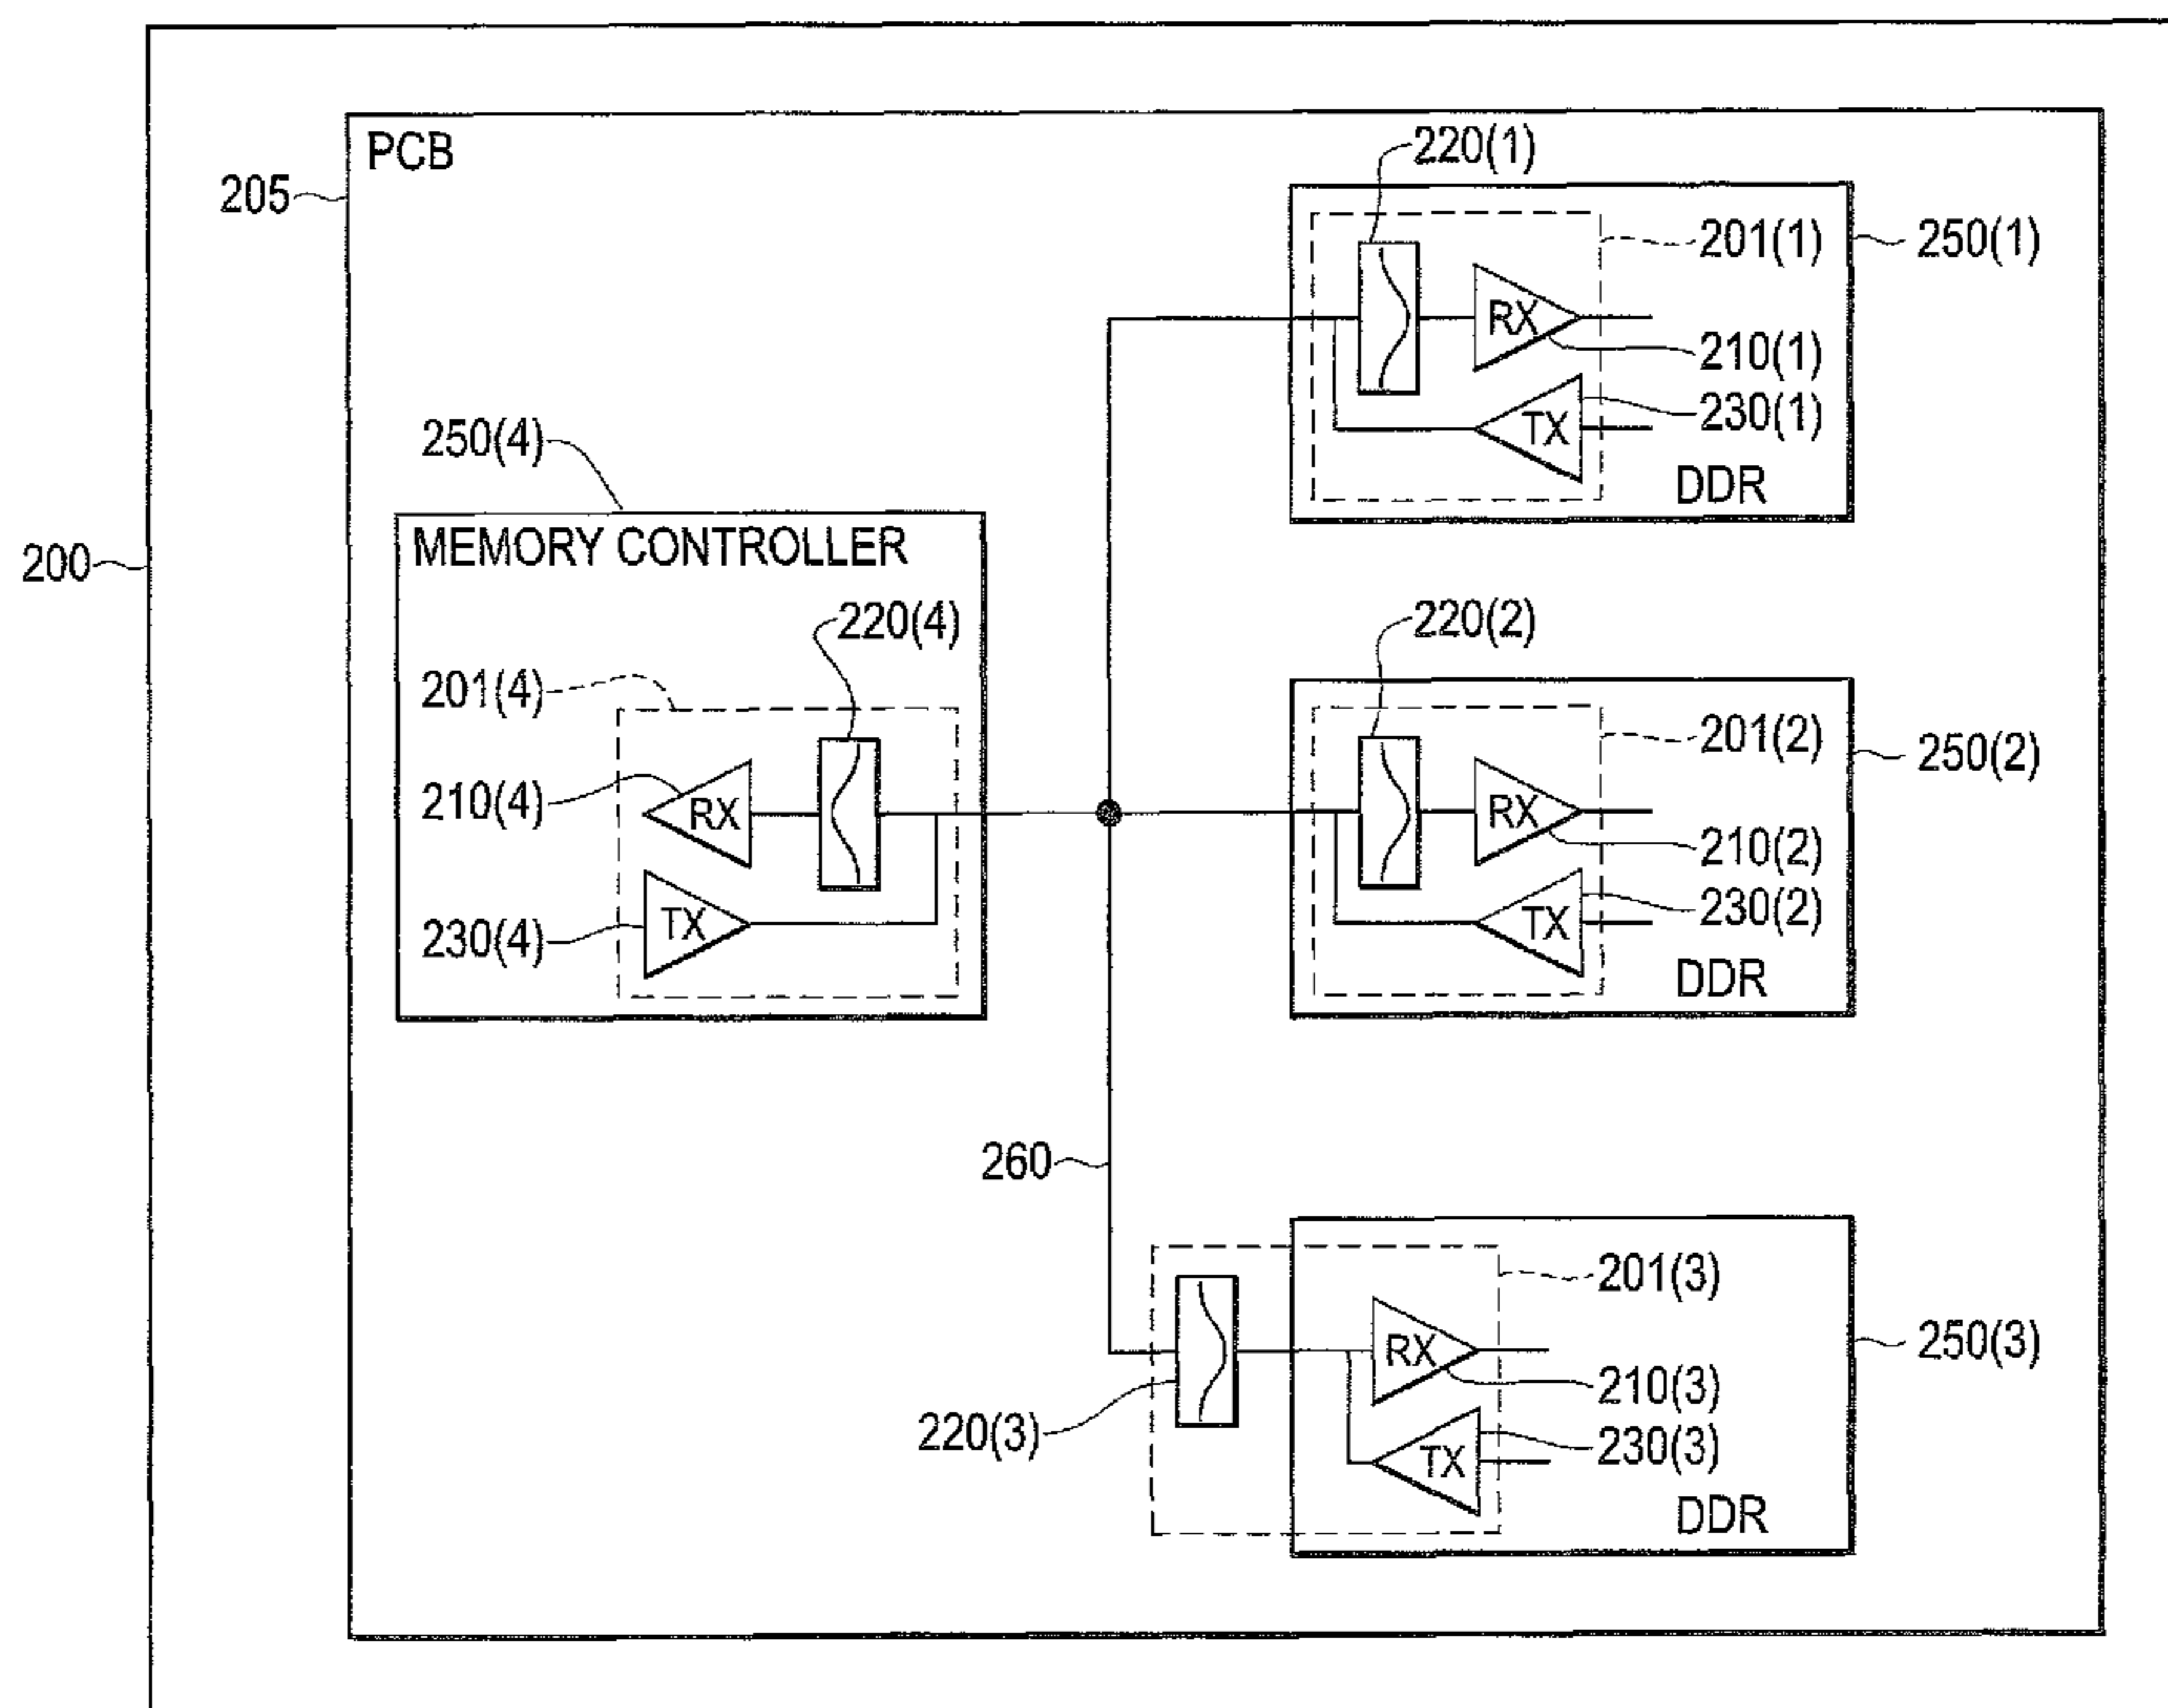 PCB
205
200
220(1)
201(1)
250(1)
RX
210(1)
230(1)
TX
DDR
250(4)
MEMORY CONTROLLER
220(4)
201(4)
210(4)
RX
230(4)
TX
220(2)
201(2)
250(2)
RX
210(2)
230(2)
TX
DDR
260
201(3)
250(3)
RX
210(3)
220(3)
230(3)
TX
DDR